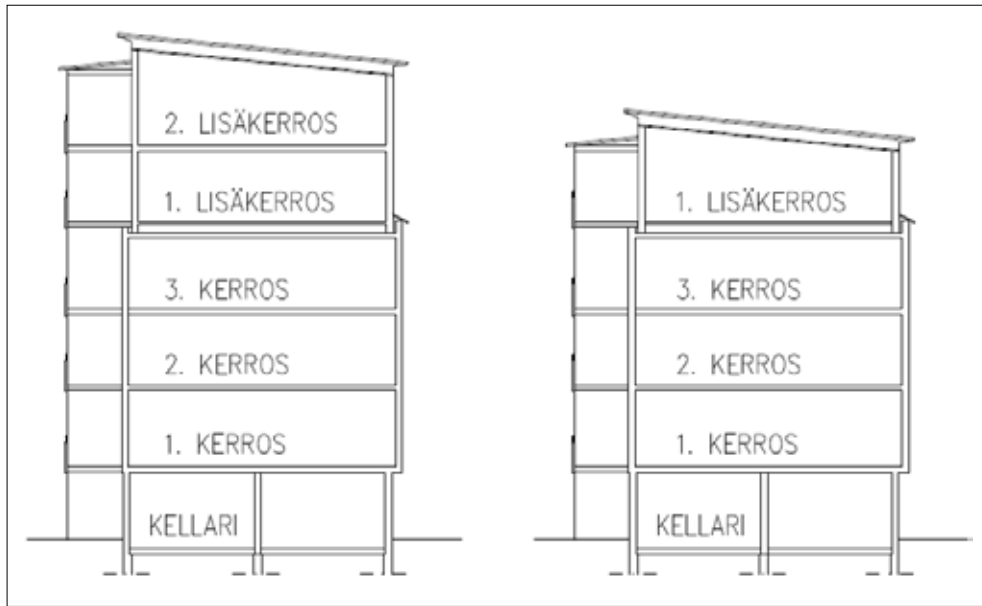 2. LISÄKERROS
1. LISÄKERROS
3. KERROS
2. KERROS
1. KERROS
KELLARI
1. LISÄKERROS
3. KERROS
2. KERROS
1. KERROS
KELLARI